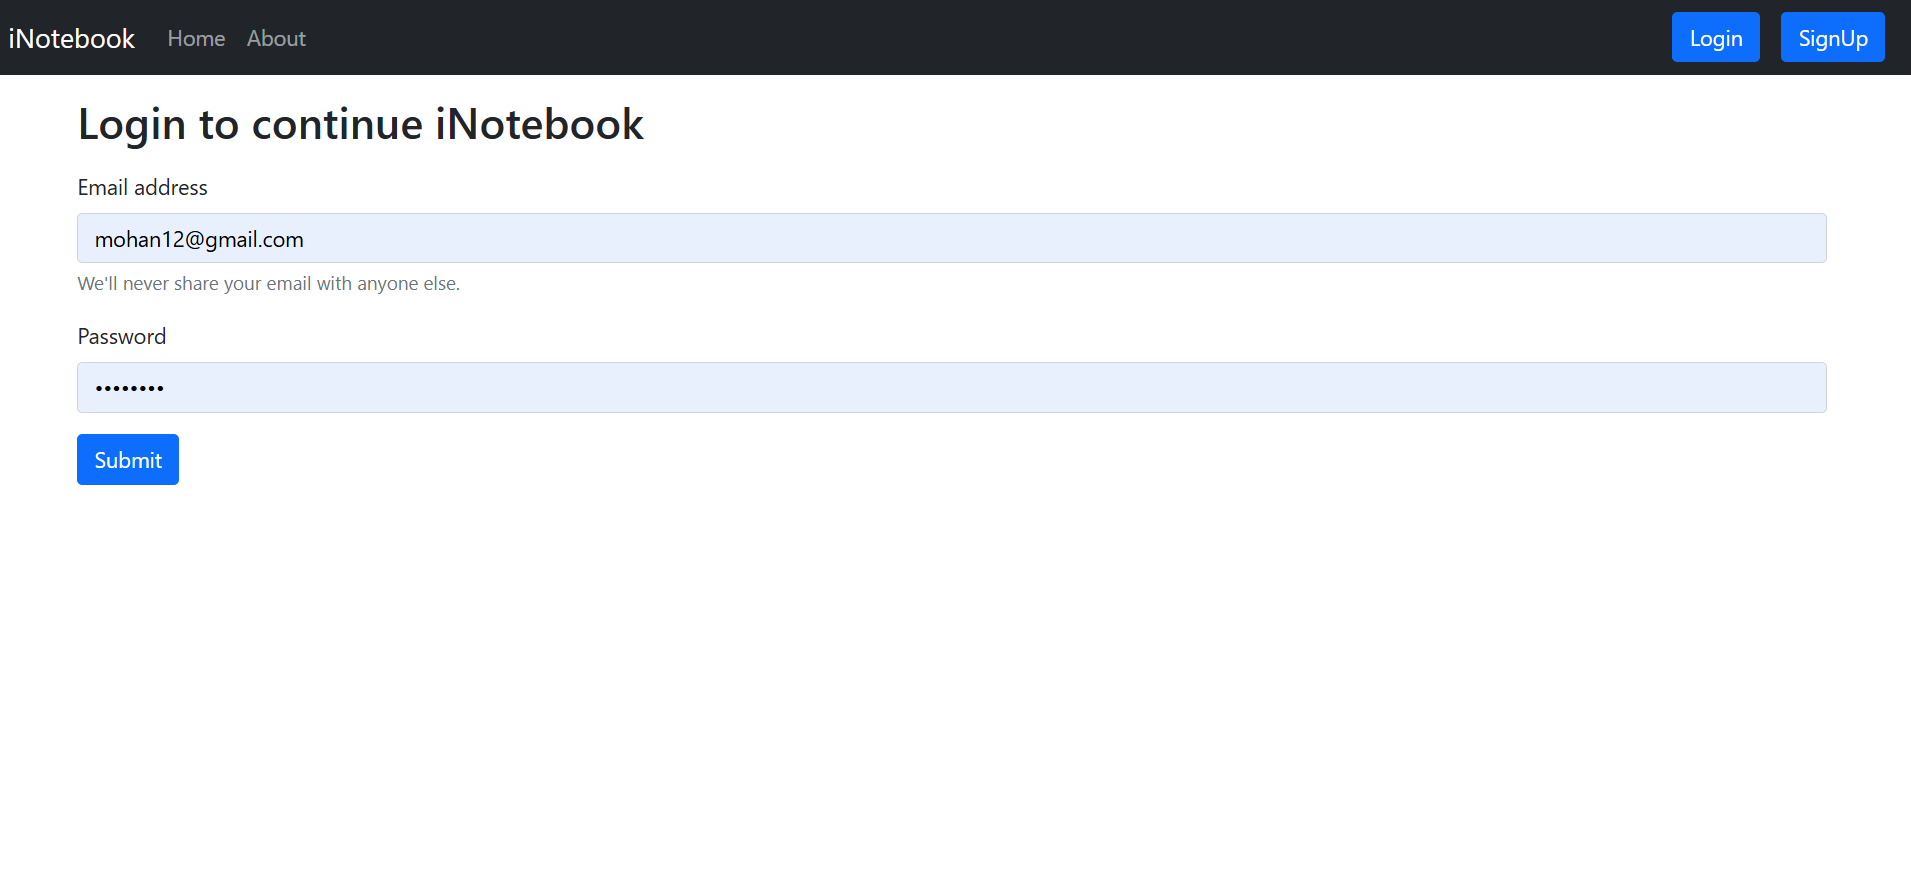 iNotebook Home About Login SignUp
Login to continue iNotebook
Email address
mohan12@gmail.com
We'll never share your email with anyone else.
Password
••••••••
Submit